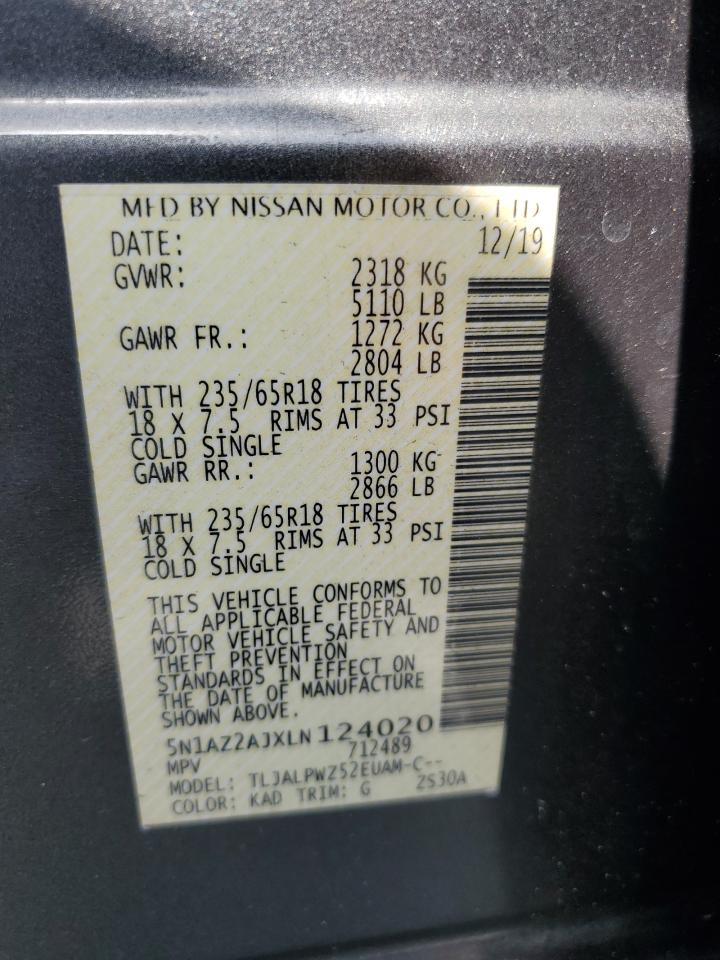 MFD BY NISSAN MOTOR CO., LTD
DATE: 12/19
GVWR: 2318 KG
5110 LB
GAWR FR.: 1272 KG
2804 LB
WITH 235/65R18 TIRES
18 X 7.5 RIMS AT 33 PSI
COLD SINGLE
GAWR RR.: 1300 KG
2866 LB
WITH 235/65R18 TIRES
18 X 7.5 RIMS AT 33 PSI
COLD SINGLE
THIS VEHICLE CONFORMS TO
ALL APPLICABLE FEDERAL
MOTOR VEHICLE SAFETY AND
THEFT PREVENTION
STANDARDS IN EFFECT ON
THE DATE OF MANUFACTURE
SHOWN ABOVE.
5N1AZ2AJXLN 124020
MPV 712489
MODEL: TLJALPWZ52EUAM-C--
COLOR: KAD TRIM: G ZS30A